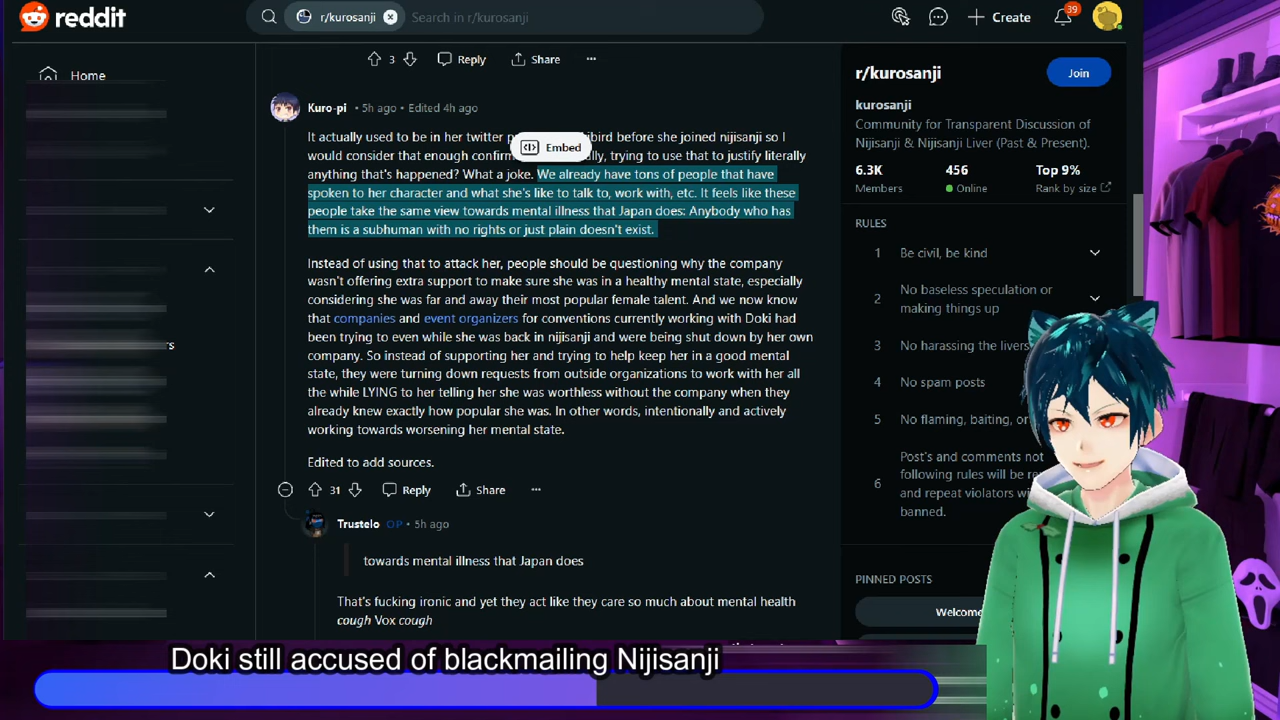 reddit
r/kurosanji
Search in r/kurosanji
Create
39
Home
3
Reply
Share
Kuro-pi • 5h ago • Edited 4h ago
It actually used to be in her twitter
before she joined nijisanji so I
would consider that enough
trying to use that to justify literally
Embed
anything that's happened? What a joke. We already have tons of people that have
spoken to her character and what she's like to talk to, work with, etc. It feels like these
people take the same view towards mental illness that Japan does: Anybody who has
them is a subhuman with no rights or just plain doesn't exist.
Instead of using that to attack her, people should be questioning why the company
wasn't offering extra support to make sure she was in a healthy mental state, especially
considering she was far and away their most popular female talent. And we now know
that companies and event organizers for conventions currently working with Doki had
been trying to even while she was back in nijisanji and were being shut down by her own
company. So instead of supporting her and trying to help keep her in a good mental
state, they were turning down requests from outside organizations to work with her all
the while LYING to her telling her she was worthless without the company when they
already knew exactly how popular she was. In other words, intentionally and actively
working towards worsening her mental state.
Edited to add sources.
31
Reply
Share
Trustelo OP • 5h ago
towards mental illness that Japan does
That's fucking ironic and yet they act like they care so much about mental health
cough Vox cough
r/kurosanji
Join
kurosanji
Community for Transparent Discussion of
Nijisanji & Nijisanji Liver (Past & Present).
6.3K
456
Top 9%
Members
Online
Rank by size
RULES
1 Be civil, be kind
2 No baseless speculation or
making things up
3 No harassing the livers
4 No spam posts
5 No flaming, baiting,
6 Post's and comments not
following rules will be
and repeat violators
banned.
PINNED POSTS
Doki still accused of blackmailing Nijisanji